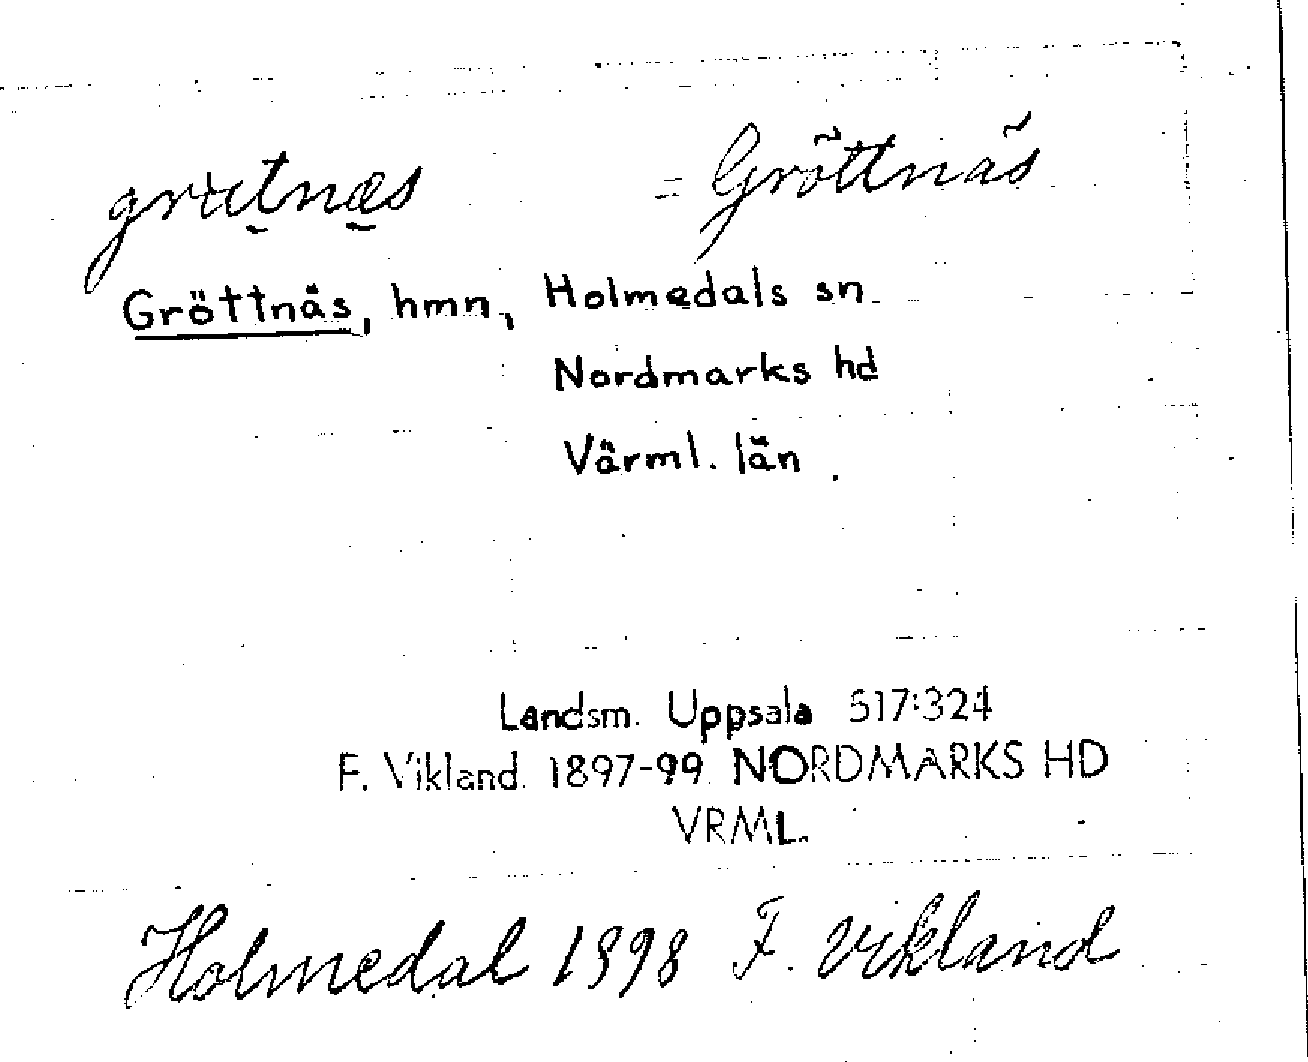 = Gröttnäs
Gröttnäs, hmn, Holmedals sn
Nordmarks hd
Värml. län.
Landsm. Uppsala 517:324
F. Vikland. 1897-99 NORDMARKS HD
VRML.
Holmedal 1898 F. Vikland